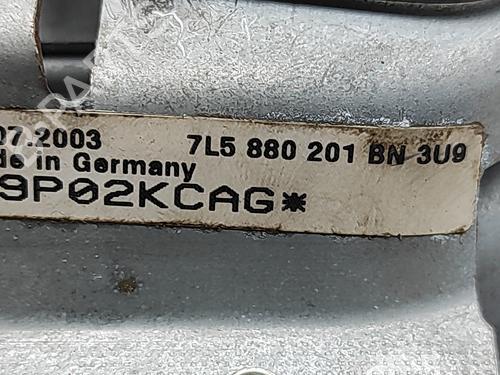 07.2003 7L5 880 201 BN 3U9
de in Germany
9P02KCAG*